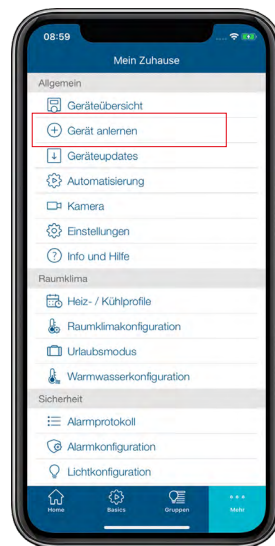 08:59
Mein Zuhause
Allgemein
Geräteübersicht
Gerät anlernen
Geräteupdates
Automatisierung
Kamera
Einstellungen
Info und Hilfe
Raumklima
Heiz- / Kühlprofile
Raumklimakonfiguration
Urlaubsmodus
Warmwasserkonfiguration
Sicherheit
Alarmprotokoll
Alarmkonfiguration
Lichtkonfiguration
Home Basics Gruppen Mehr